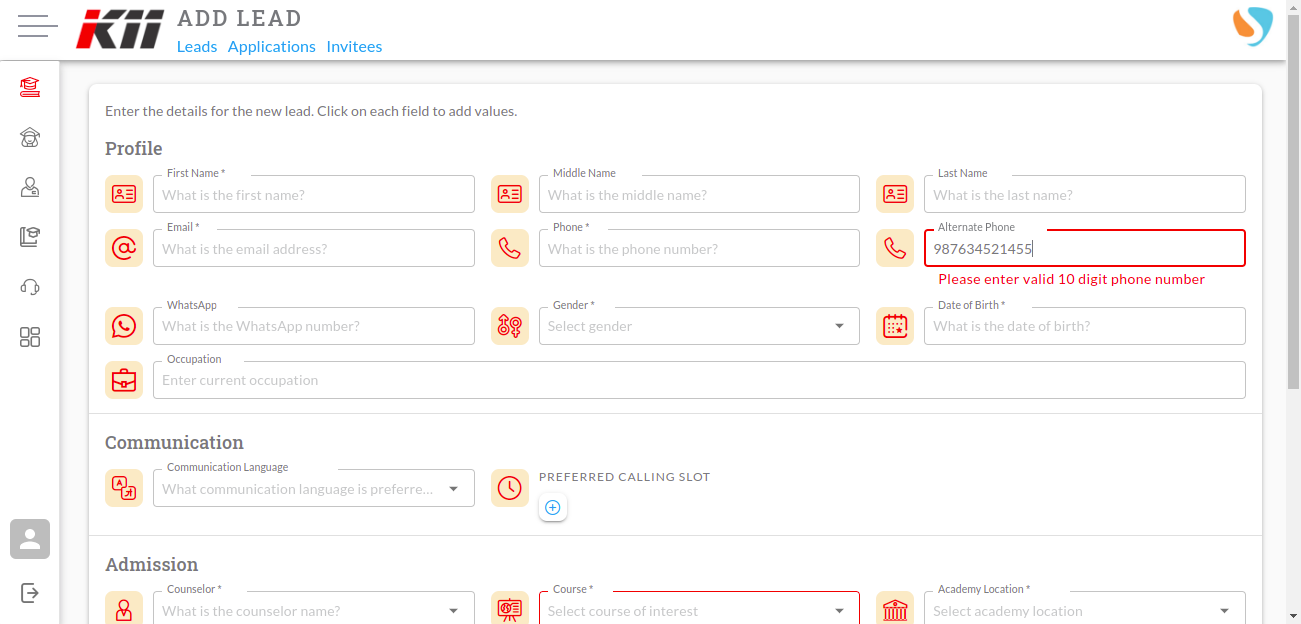 KIII
ADD LEAD
Leads Applications Invitees
Enter the details for the new lead. Click on each field to add values.
Profile
First Name *
What is the first name?
Middle Name
What is the middle name?
Last Name
What is the last name?
Email *
What is the email address?
Phone *
What is the phone number?
Alternate Phone
987634521455
Please enter valid 10 digit phone number
WhatsApp
What is the WhatsApp number?
Gender *
Select gender
Date of Birth *
What is the date of birth?
Occupation
Enter current occupation
Communication
Communication Language
What communication language is preferre...
PREFERRED CALLING SLOT
Admission
Counselor *
What is the counselor name?
Course *
Select course of interest
Academy Location *
Select academy location